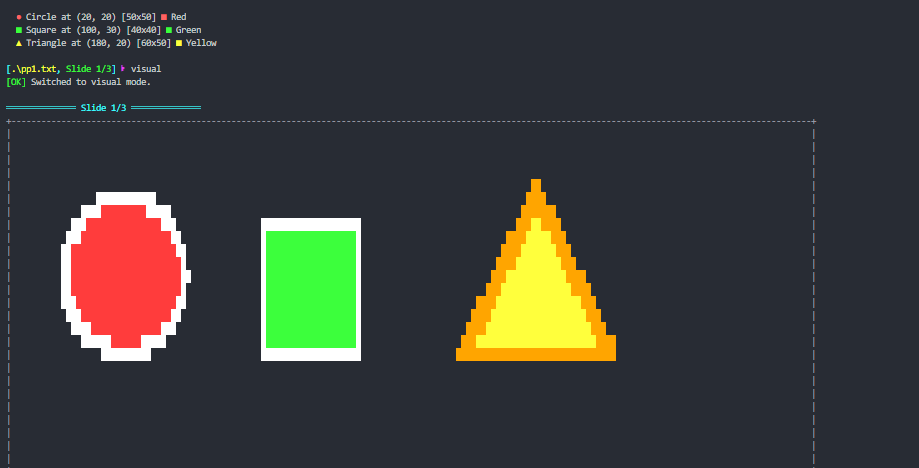 ● Circle at (20, 20) [50x50] ■ Red
■ Square at (100, 30) [40x40] ■ Green
▲ Triangle at (180, 20) [60x50] ■ Yellow
[.\pp1.txt, Slide 1/3] ⊧ visual
[OK] Switched to visual mode.
Slide 1/3